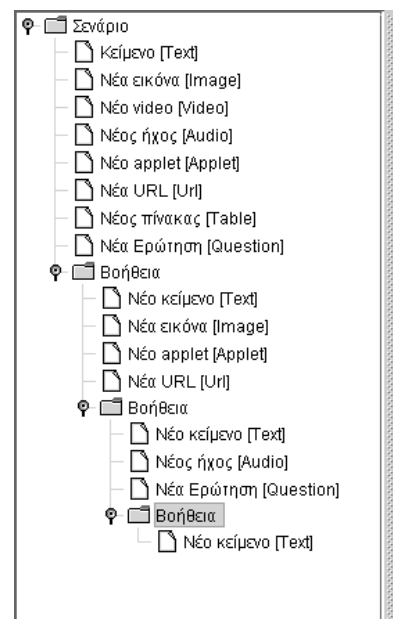 Σενάριο
Κείμενο [Text]
Νέα εικόνα [Image]
Νέο video [Video]
Νέος ήχος [Audio]
Νέο applet [Applet]
Νέα URL [Url]
Νέος πίνακας [Table]
Νέα Ερώτηση [Question]
Βοήθεια
Νέο κείμενο [Text]
Νέα εικόνα [Image]
Νέο applet [Applet]
Νέα URL [Url]
Βοήθεια
Νέο κείμενο [Text]
Νέος ήχος [Audio]
Νέα Ερώτηση [Question]
Βοήθεια
Νέο κείμενο [Text]